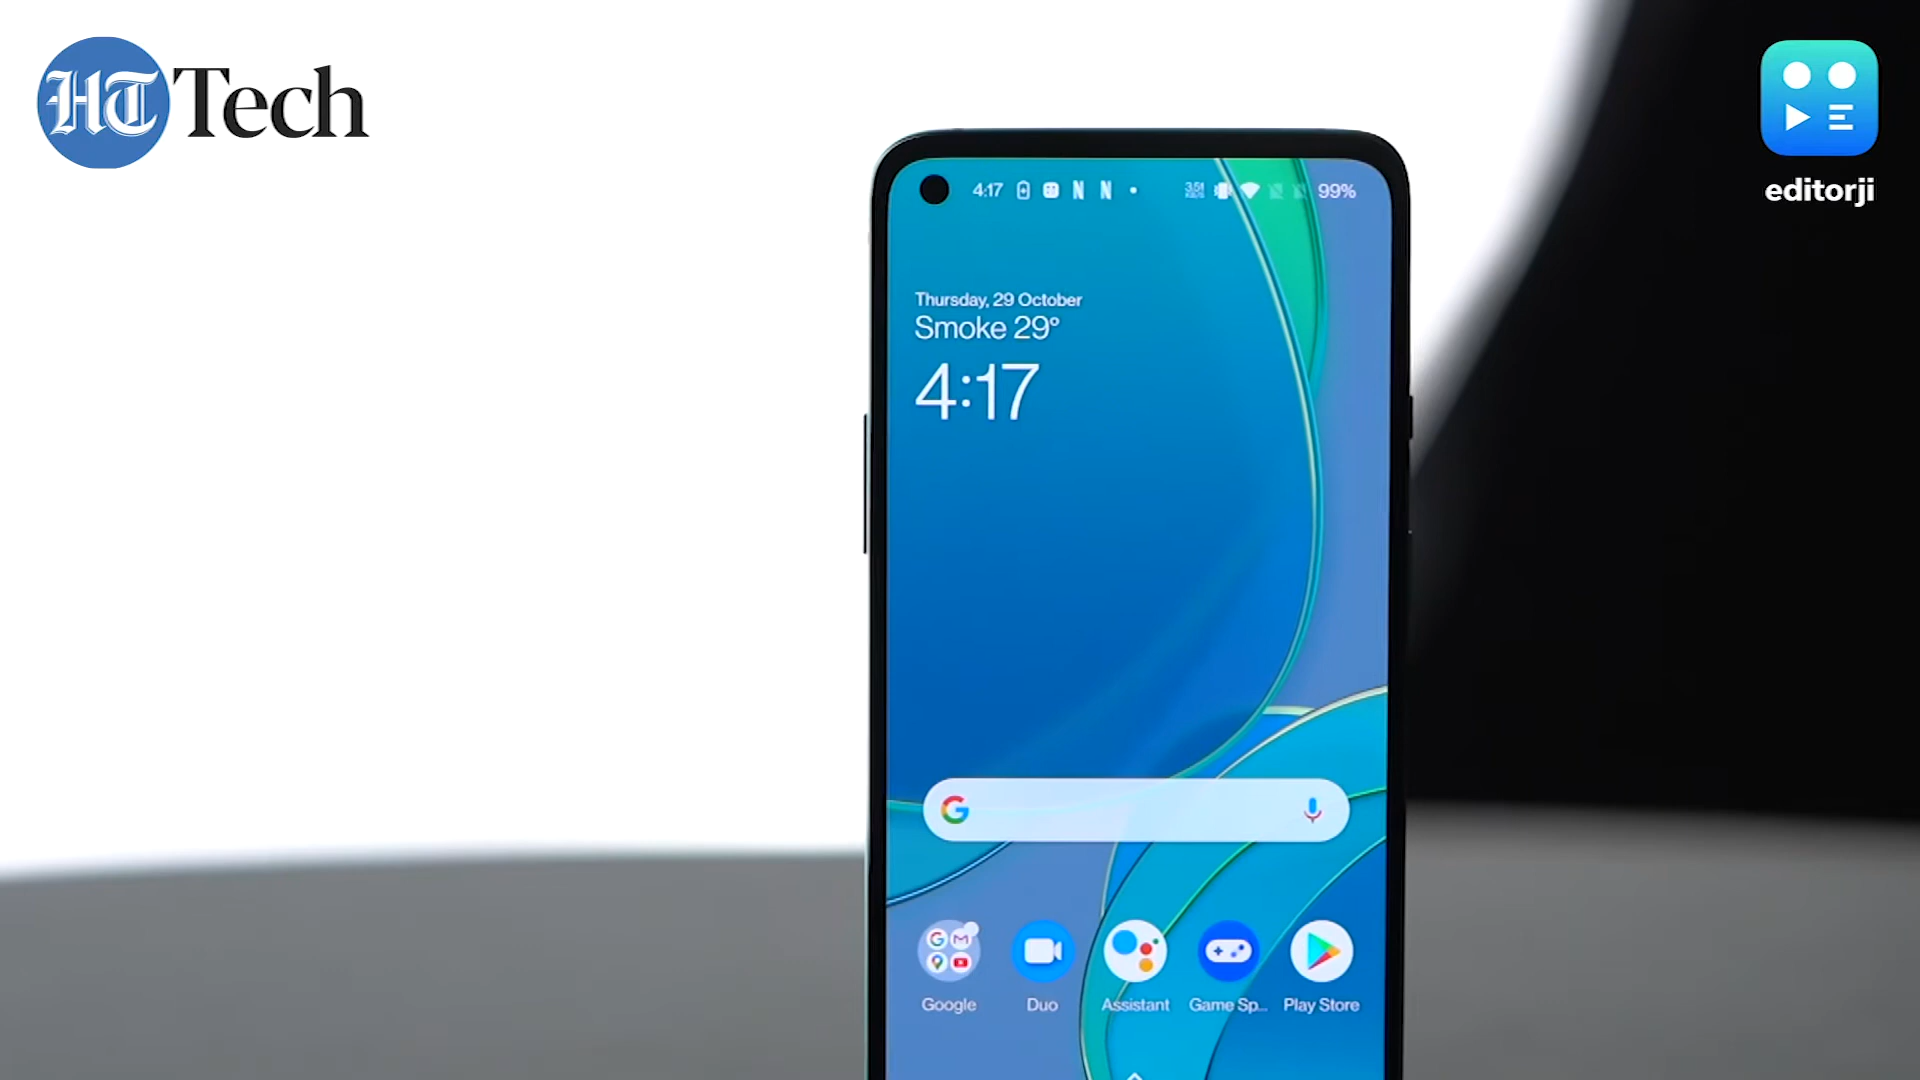 HT Tech
editorji
4:17 N N 99%
Thursday, 29 October
Smoke 29°
4:17
G
Google Duo Assistant Game Sp... Play Store